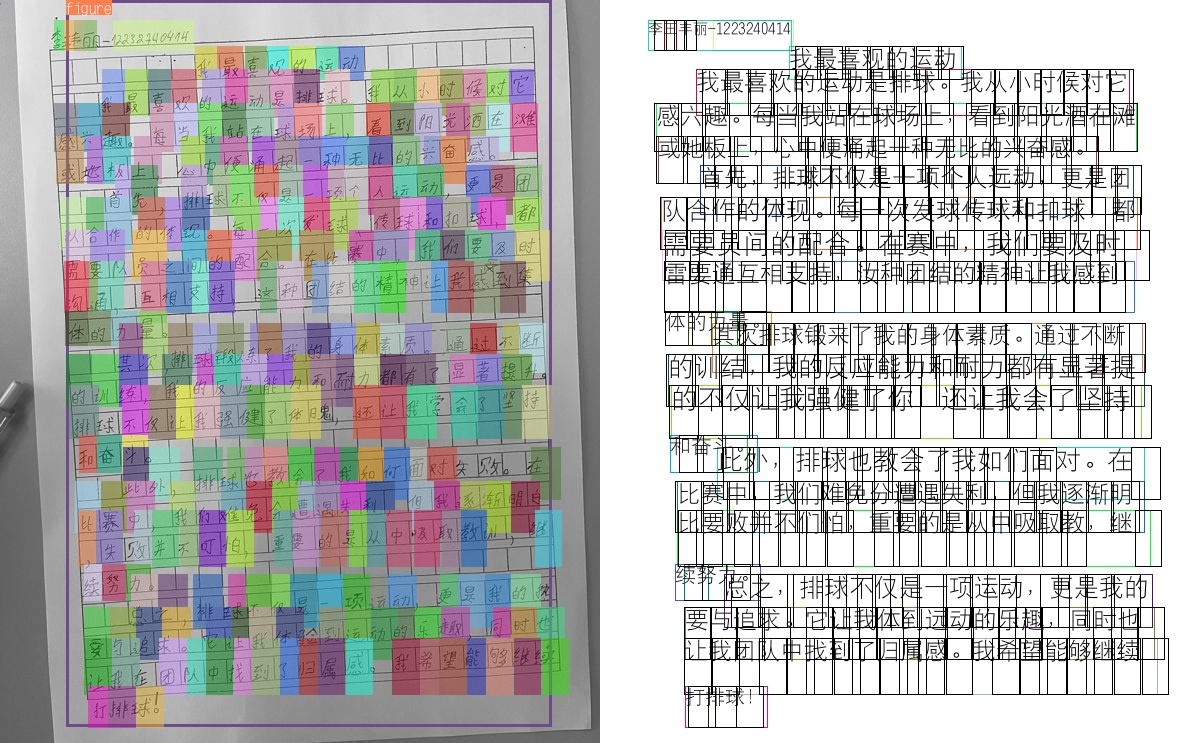 figure
李田丰丽-1223240414
我最喜欢的运动
我最喜欢的运动是排球。我从小时候对它
感兴趣。每当我站在球场上,看到阳光洒在滩
或地板上,心中便涌起一种无比的兴奋感。
首先,排球不仅是一项个人运动,更是团
队合作的体现。每一次发球、传球和扣球,都
需要队员之间的配合。在比赛中,我们要及时
沟通,互相支持,这种团结的精神让我感到集
体的力量。
其次,排球锻炼了我的身体素质。通过不断
的训练,我的反应能力和耐力都有了显著提升。
排球不仅让我强健了体魄,还让我学会了坚持
和奋斗。
此外,排球也教会了我如何面对失败。在
比赛中,我们难免会遭遇失利,但我逐渐明白
,失败并不可怕,重要的是从中吸取教训,继
续努力。
总之,排球不仅是一项运动,更是我的热
爱与追求。它让我体验到运动的乐趣,同时也
让我在团队中找到了归属感。我希望能够继续
打排球!
李田丰丽-1223240414
我最喜观的运动
我最喜欢的运动是排球。我从小时候对它
感六趣。每当我站在球场上,看到阳光洒在滩
或地板上,心中便涌起一种无比的兴奋感。
首先,排球不仅是一项个人运动,更是团
队合作的体现。每一次发球传球和扣球,都
需要员间的配合。在赛中,我们要及时
需要通互相支持,汝种团结的精神让我感到
体的力量。
其次排球锻来了我的身体素质。通过不断
的训结,我的反应能力和耐力都有显著提
的不仅让我强健了你,还让我会了坚持
和奋斗。
此外,排球也教会了我如们面对。在
比赛中,我们难免分遭遇失利,但我逐渐明
比要败并不们怕,重要的是从中吸取教,继
续努力。
总之,排球不仅是一项运动,更是我的
要与追求。它让我体到远动的乐趣,同时也
让我团队中找到了归属感。我希望能够继续
打排球!